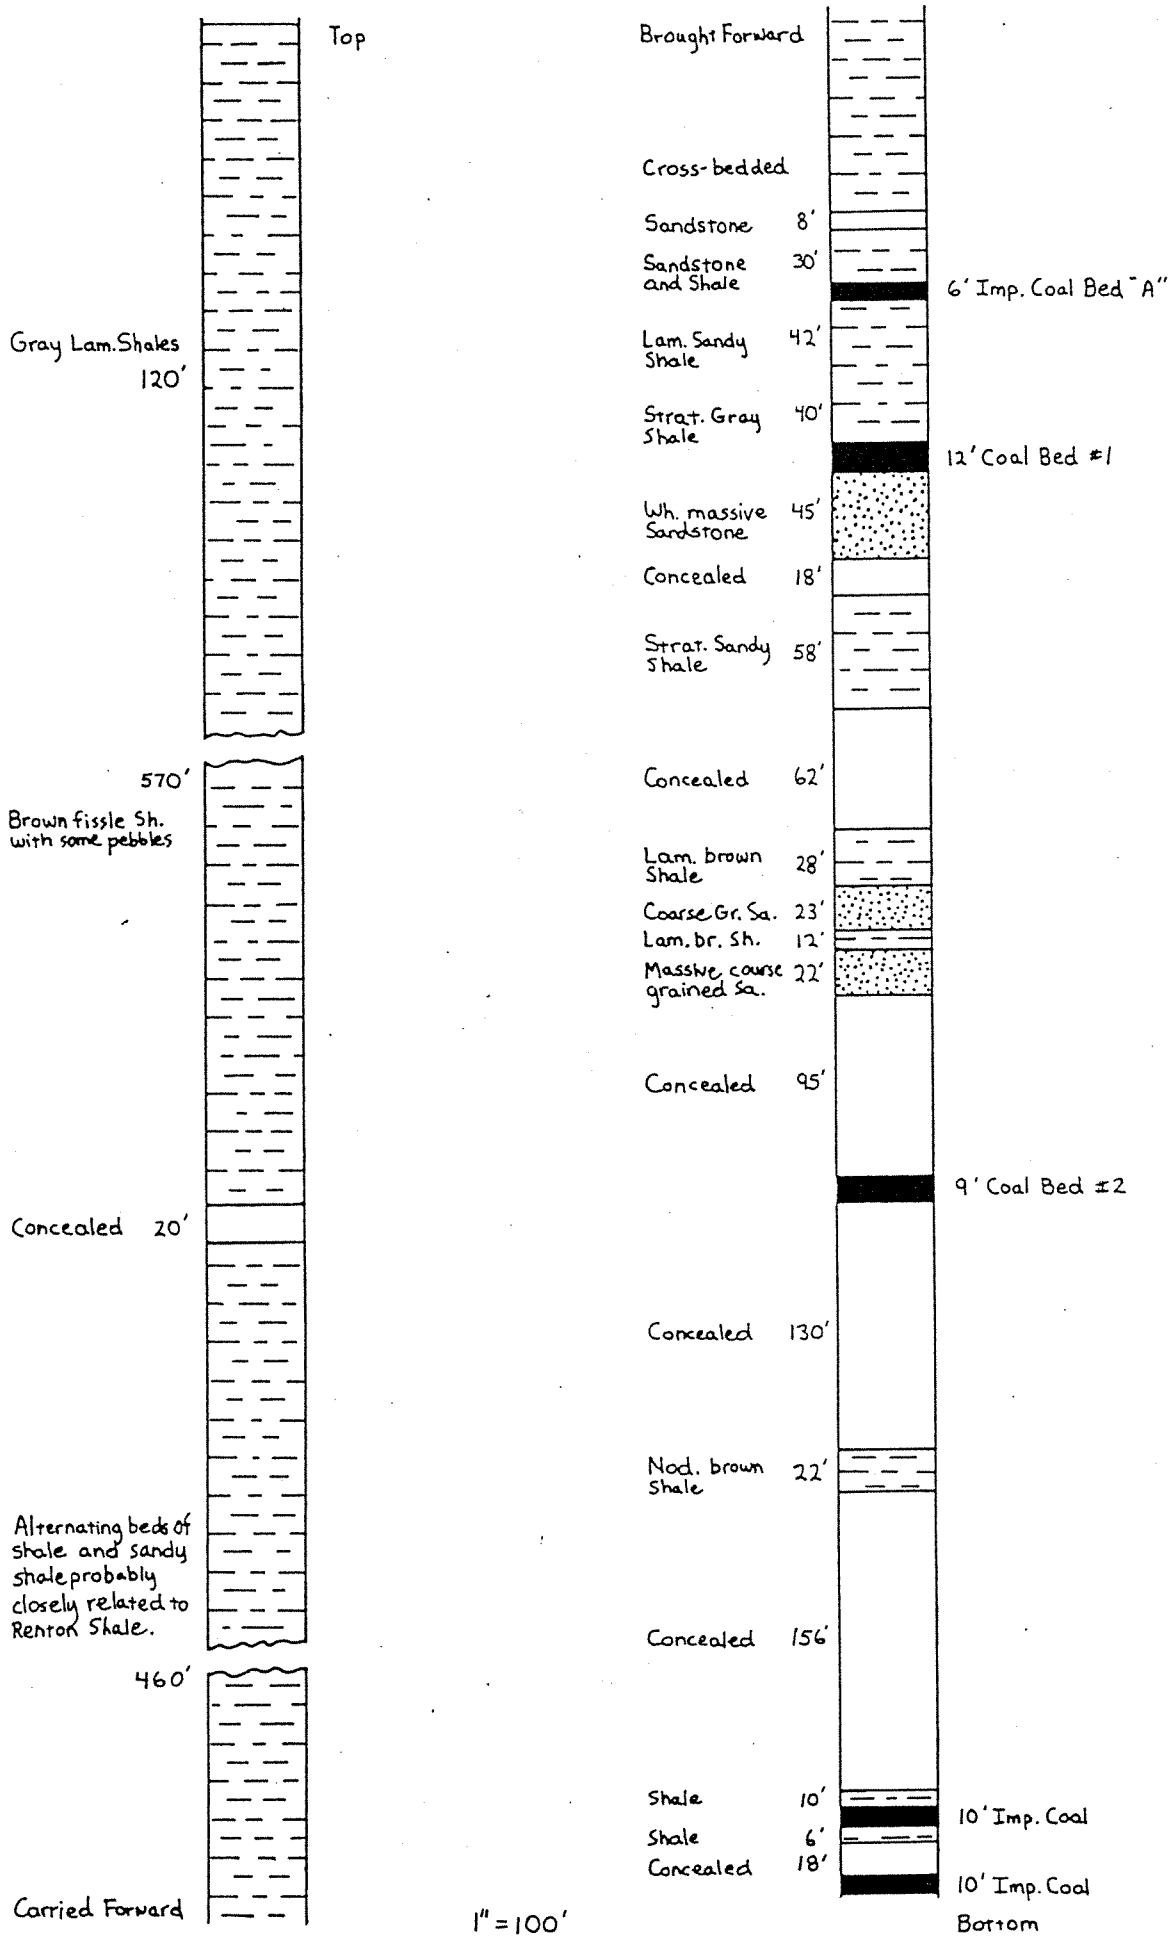 Top
Gray Lam. Shales
120'
570'
Brown fissle Sh.
with some pebbles
Concealed 20'
Alternating beds of
shale and sandy
shale probably
closely related to
Renton Shale.
460'
Carried Forward
1" = 100'
Brought Forward
Cross-bedded
Sandstone 8'
Sandstone 30'
and Shale
6' Imp. Coal Bed "A"
Lam. Sandy 42'
Shale
Strat. Gray 40'
Shale
12' Coal Bed #1
Wh. massive 45'
Sandstone
Concealed 18'
Strat. Sandy 58'
Shale
Concealed 62'
Lam. brown 28'
Shale
Coarse Gr. Sa. 23'
Lam. br. Sh. 12'
Massive course 22'
grained Sa.
Concealed 95'
9' Coal Bed #2
Concealed 130'
Nod. brown 22'
Shale
Concealed 156'
Shale 10'
10' Imp. Coal
Shale 6'
Concealed 18'
10' Imp. Coal
Bottom